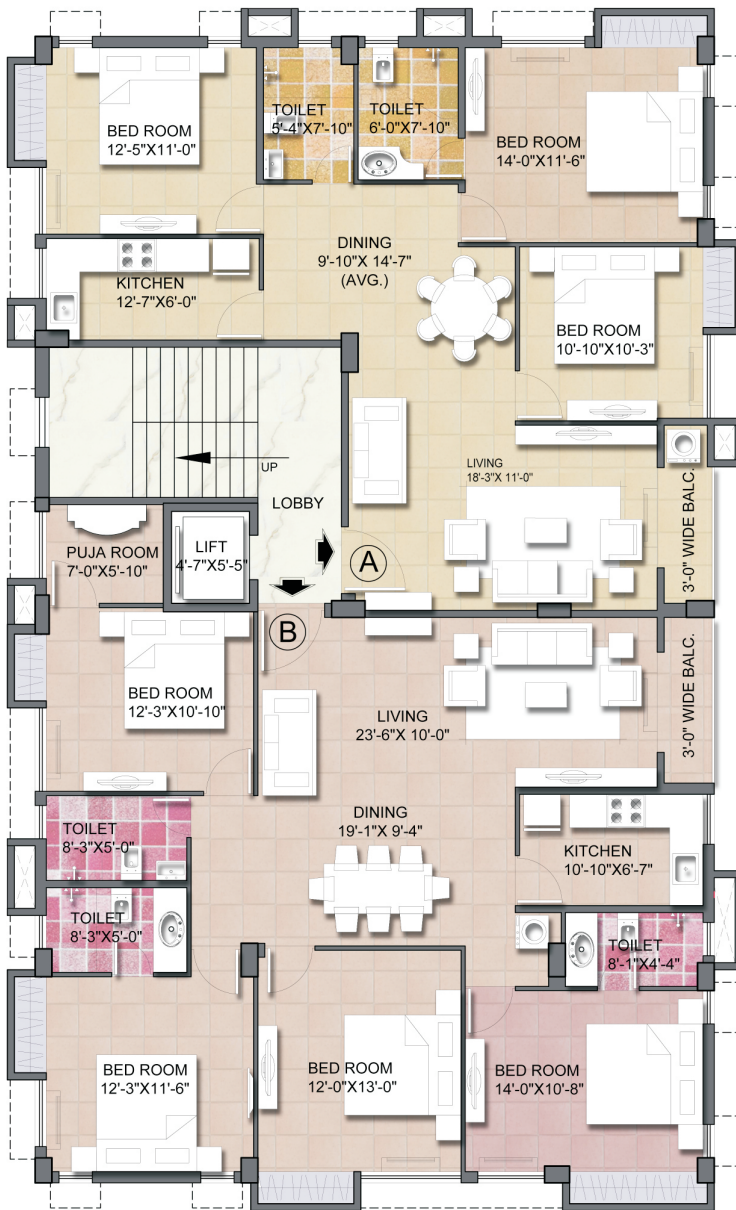 TOILET
5'-4"X7'-10"
TOILET
6'-0"X7'-10"
BED ROOM
12'-5"X11'-0"
BED ROOM
14'-0"X11'-6"
DINING
9'-10"X 14'-7"
(AVG.)
KITCHEN
12'-7"X6'-0"
BED ROOM
10'-10"X10'-3"
UP
LIVING
18'-3"X 11'-0"
3'-0" WIDE BALC.
LOBBY
PUJA ROOM
7'-0"X5'-10"
LIFT
4'-7"X5'-5"
A
B
BED ROOM
12'-3"X10'-10"
LIVING
23'-6"X 10'-0"
3'-0" WIDE BALC.
DINING
19'-1"X 9'-4"
TOILET
8'-3"X5'-0"
KITCHEN
10'-10"X6'-7"
TOILET
8'-3"X5'-0"
TOILET
8'-1"X4'-4"
BED ROOM
12'-3"X11'-6"
BED ROOM
12'-0"X13'-0"
BED ROOM
14'-0"X10'-8"